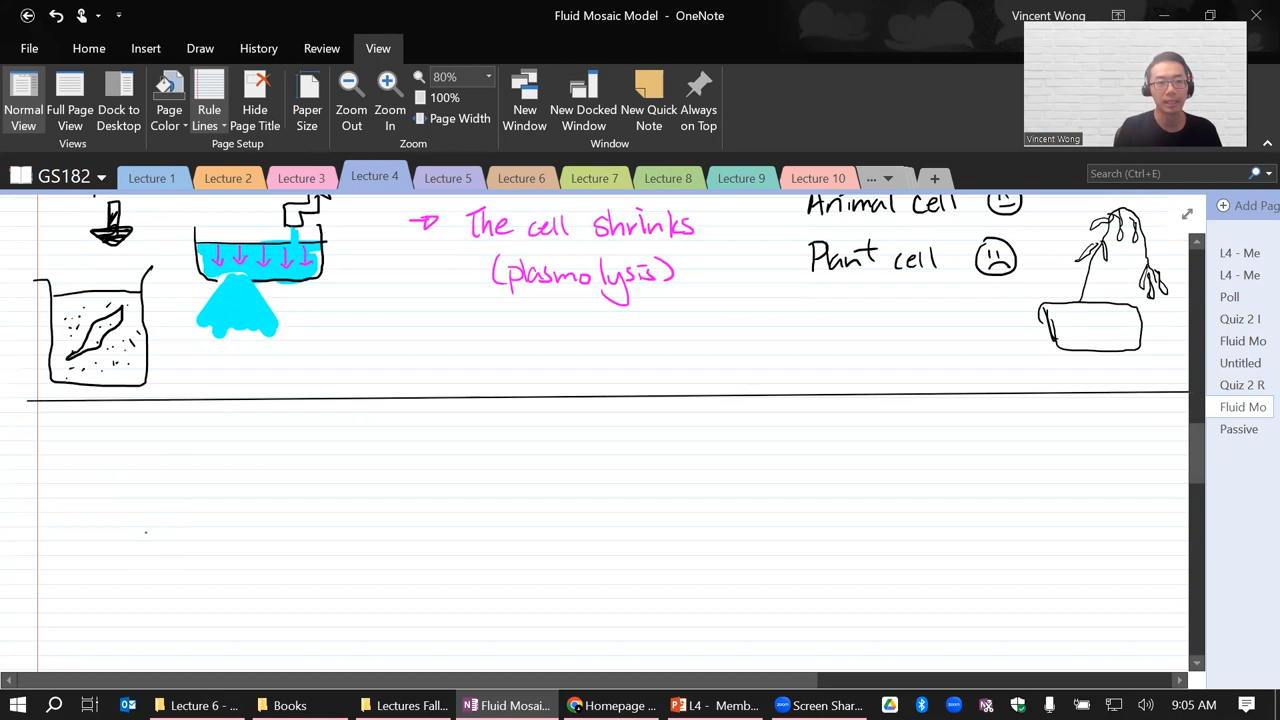 Fluid Mosaic Model - OneNote
Vincent Wong
File Home Insert Draw History Review View
Normal View
Full Page View
Dock to Desktop
Page Color
Rule Lines
Hide Page Title
Paper Size
Zoom Out
Zoom In
80%
100%
Page Width
New Window
New Docked Window
New Quick Note
Always on Top
Views
Page Setup
Zoom
Window
Vincent Wong
GS182
Lecture 1 Lecture 2 Lecture 3 Lecture 4 Lecture 5 Lecture 6 Lecture 7 Lecture 8 Lecture 9 Lecture 10 ...
Search (Ctrl+E)
→ The cell shrinks
(plasmolysis)
Animal cell
Plant cell
Add Pag
L4 - Me
L4 - Me
Poll
Quiz 2 I
Fluid Mo
Untitled
Quiz 2 R
Fluid Mo
Passive
Lecture 6 - ...
Books
Lectures Fall...
Fluid Mosa...
Homepage ...
L4 - Memb...
Screen Shar...
9:05 AM